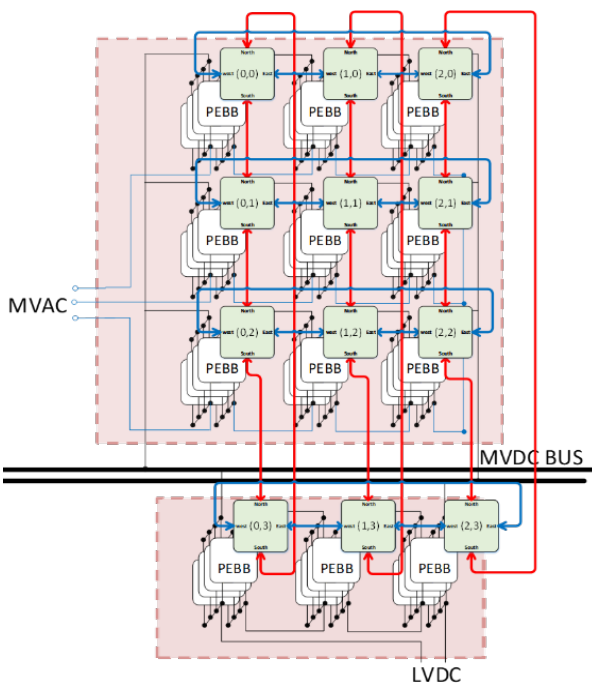 North North North
west (0,0) East west (1,0) East west (2,0) East
South South South
PEBB PEBB PEBB
North North North
west (0,1) East west (1,1) East west (2,1) East
South South South
PEBB PEBB PEBB
MVAC
North North North
west (0,2) East west (1,2) East west (2,2) East
South South South
PEBB PEBB PEBB
MVDC BUS
North North North
west (0,3) East west (1,3) East west (2,3) East
South South South
PEBB PEBB PEBB
LVDC